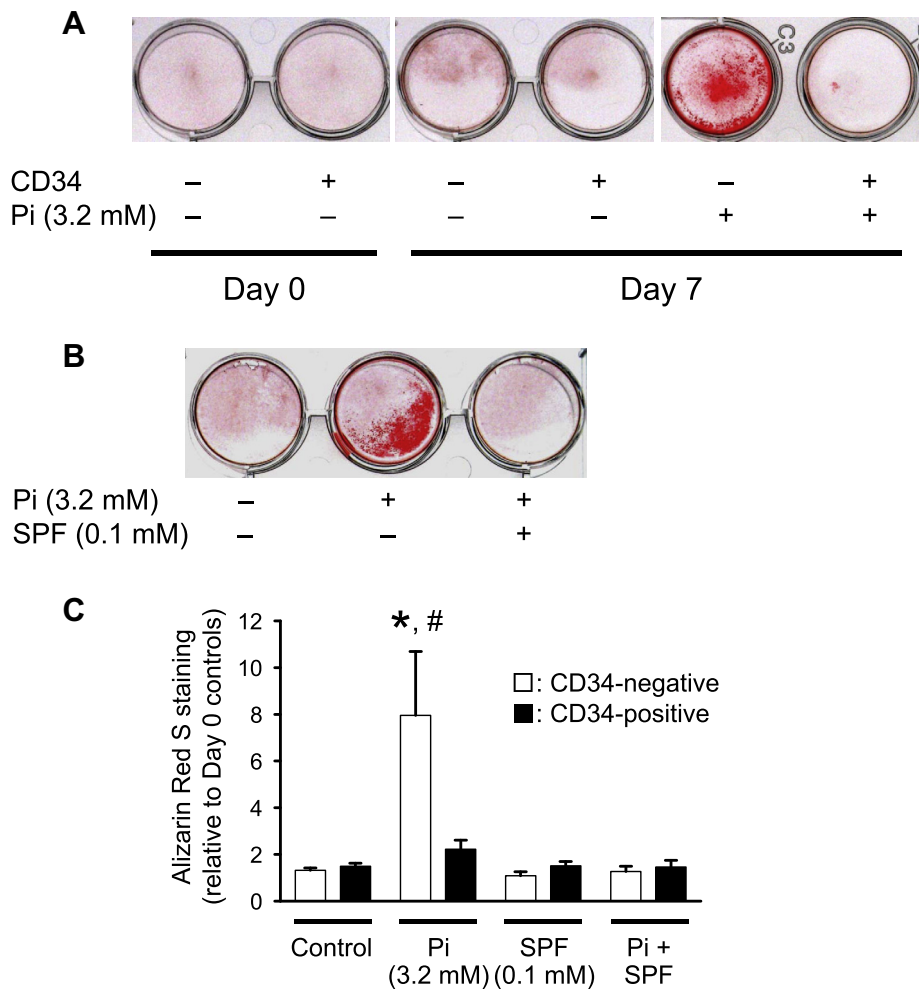 A
C3
CD34 – + – + – +
Pi (3.2 mM) – – – – + +
Day 0 Day 7
B
Pi (3.2 mM) – + +
SPF (0.1 mM) – – +
C
Alizarin Red S staining
(relative to Day 0 controls)
12
10
8
6
4
2
0
*, #
: CD34-negative
: CD34-positive
Control Pi SPF Pi +
(3.2 mM) (0.1 mM) SPF